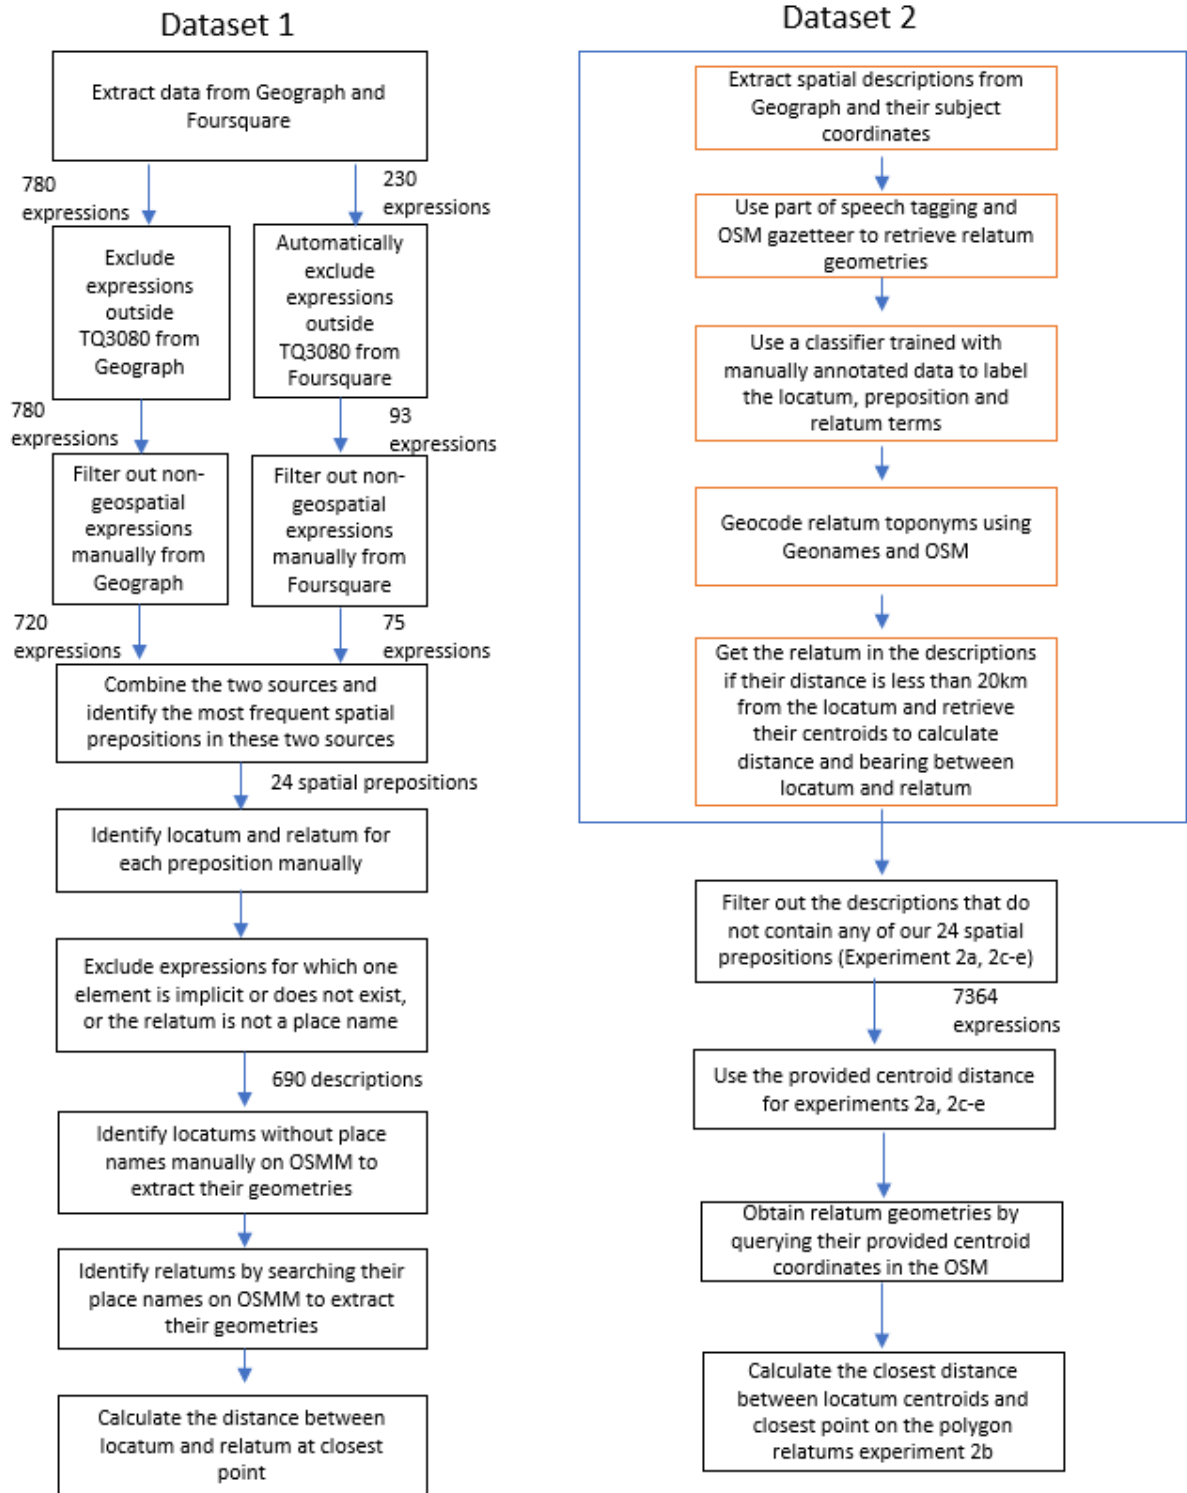 Dataset 1
Extract data from Geograph and
Foursquare
780
expressions
230
expressions
Exclude
expressions
outside
TQ3080 from
Geograph
Automatically
exclude
expressions
outside
TQ3080 from
Foursquare
780
expressions
93
expressions
Filter out non-
geospatial
expressions
manually from
Geograph
Filter out non-
geospatial
expressions
manually from
Foursquare
720
expressions
75
expressions
Combine the two sources and
identify the most frequent spatial
prepositions in these two sources
24 spatial prepositions
Identify locatum and relatum for
each preposition manually
Exclude expressions for which one
element is implicit or does not exist,
or the relatum is not a place name
690 descriptions
Identify locatums without place
names manually on OSMM to
extract their geometries
Identify relatums by searching their
place names on OSMM to extract
their geometries
Calculate the distance between
locatum and relatum at closest
point
Dataset 2
Extract spatial descriptions from
Geograph and their subject
coordinates
Use part of speech tagging and
OSM gazetteer to retrieve relatum
geometries
Use a classifier trained with
manually annotated data to label
the locatum, preposition and
relatum terms
Geocode relatum toponyms using
Geonames and OSM
Get the relatum in the descriptions
if their distance is less than 20km
from the locatum and retrieve
their centroids to calculate
distance and bearing between
locatum and relatum
Filter out the descriptions that do
not contain any of our 24 spatial
prepositions (Experiment 2a, 2c-e)
7364
expressions
Use the provided centroid distance
for experiments 2a, 2c-e
Obtain relatum geometries by
querying their provided centroid
coordinates in the OSM
Calculate the closest distance
between locatum centroids and
closest point on the polygon
relatums experiment 2b